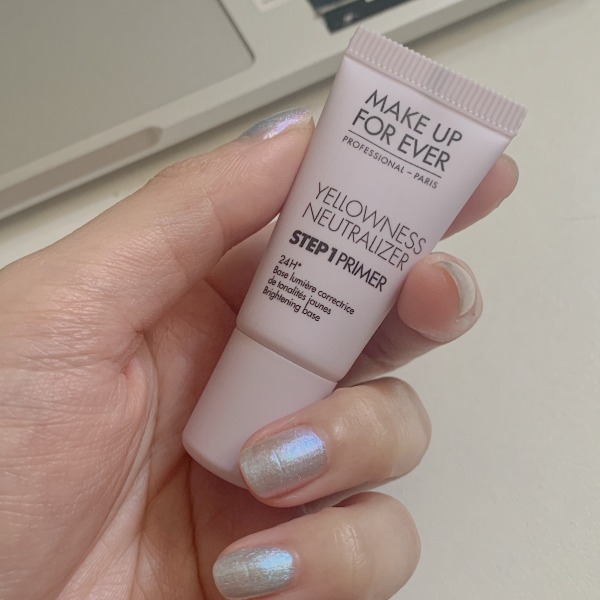 MAKE UP
FOR EVER
PROFESSIONAL – PARIS
YELLOWNESS
NEUTRALIZER
STEP 1 PRIMER
24H*
Base lumière correctrice
de tonalités jaunes
Brightening base